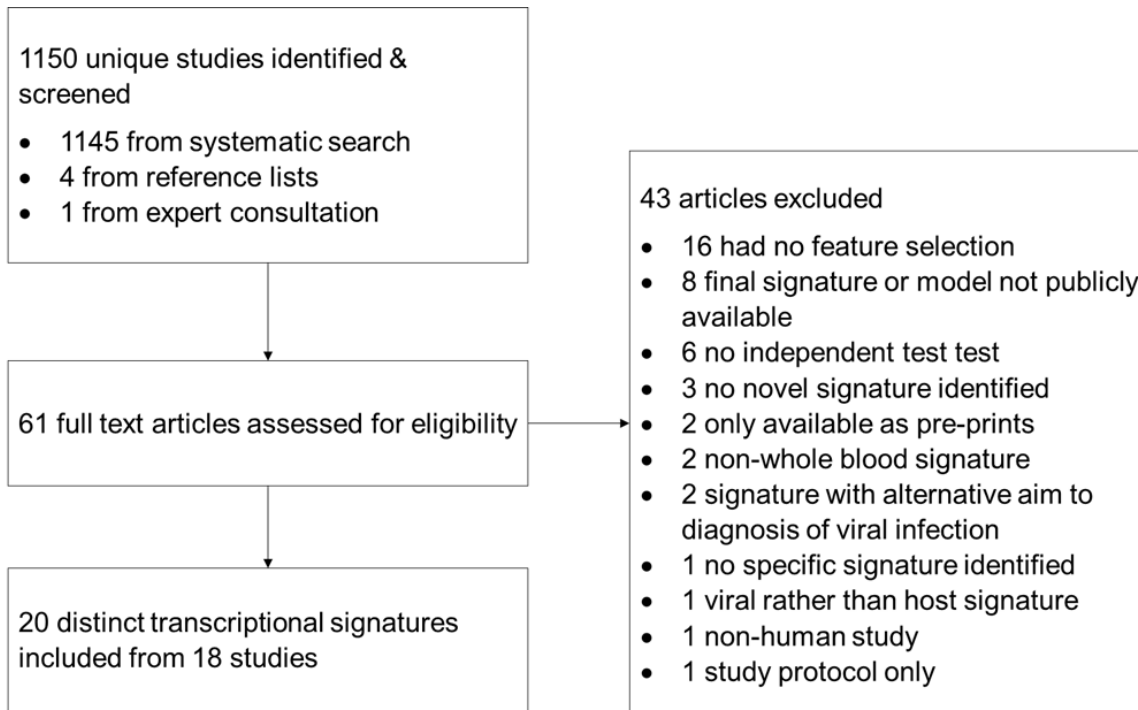 1150 unique studies identified &
screened
• 1145 from systematic search
• 4 from reference lists
• 1 from expert consultation
61 full text articles assessed for eligibility
20 distinct transcriptional signatures
included from 18 studies
43 articles excluded
• 16 had no feature selection
• 8 final signature or model not publicly
available
• 6 no independent test test
• 3 no novel signature identified
• 2 only available as pre-prints
• 2 non-whole blood signature
• 2 signature with alternative aim to
diagnosis of viral infection
• 1 no specific signature identified
• 1 viral rather than host signature
• 1 non-human study
• 1 study protocol only